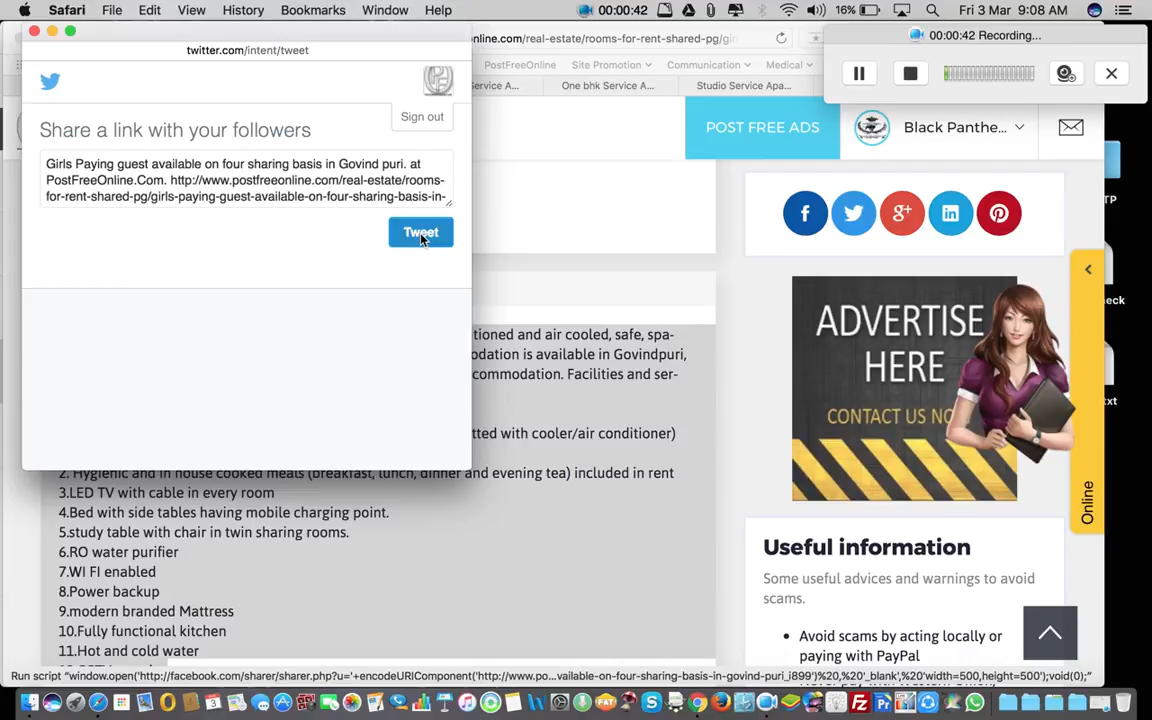 Safari File Edit View History Bookmarks Window Help 00:00:42 16% Fri 3 Mar 9:08 AM
twitter.com/intent/tweet
online.com/real-estate/rooms-for-rent-shared-pg/gir
00:00:42 Recording...
PostFreeOnline Site Promotion Communication Medical
Service A... One bhk Service A... Studio Service Apa...
Sign out
Share a link with your followers
POST FREE ADS
Black Panthe...
Girls Paying guest available on four sharing basis in Govind puri. at
PostFreeOnline.Com. http://www.postfreeonline.com/real-estate/rooms-
for-rent-shared-pg/girls-paying-guest-available-on-four-sharing-basis-in-
Tweet
ADVERTISE
HERE
CONTACT US NO
Online
tioned and air cooled, safe, spa-
dation is available in Govindpuri,
commodation. Facilities and ser-
tted with cooler/air conditioner)
2. Hygienic and in house cooked meals (breakfast, lunch, dinner and evening tea) included in rent
3.LED TV with cable in every room
4.Bed with side tables having mobile charging point.
5.study table with chair in twin sharing rooms.
6.RO water purifier
7.WI FI enabled
8.Power backup
9.modern branded Mattress
10.Fully functional kitchen
11.Hot and cold water
Useful information
Some useful advices and warnings to avoid
scams.
• Avoid scams by acting locally or
paying with PayPal
Run script "window.open('http://facebook.com/sharer/sharer.php?u='+encodeURIComponent('http://www.po...vailable-on-four-sharing-basis-in-govind-puri_i899')%20,%20'_blank',%20'width=500,height=500');void(0);"